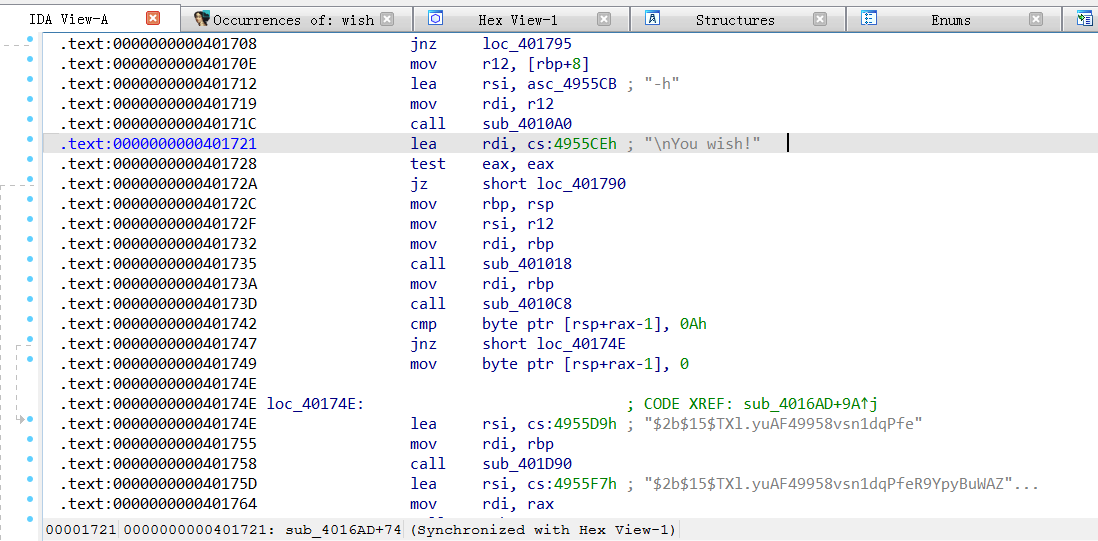 IDA View-A Occurrences of: wish Hex View-1 Structures Enums
.text:0000000000401708 jnz loc_401795
.text:000000000040170E mov r12, [rbp+8]
.text:0000000000401712 lea rsi, asc_4955CB ; "-h"
.text:0000000000401719 mov rdi, r12
.text:000000000040171C call sub_4010A0
.text:0000000000401721 lea rdi, cs:4955CEh ; "\nYou wish!"
.text:0000000000401728 test eax, eax
.text:000000000040172A jz short loc_401790
.text:000000000040172C mov rbp, rsp
.text:000000000040172F mov rsi, r12
.text:0000000000401732 mov rdi, rbp
.text:0000000000401735 call sub_401018
.text:000000000040173A mov rdi, rbp
.text:000000000040173D call sub_4010C8
.text:0000000000401742 cmp byte ptr [rsp+rax-1], 0Ah
.text:0000000000401747 jnz short loc_40174E
.text:0000000000401749 mov byte ptr [rsp+rax-1], 0
.text:000000000040174E
.text:000000000040174E loc_40174E: ; CODE XREF: sub_4016AD+9A↑j
.text:000000000040174E lea rsi, cs:4955D9h ; "$2b$15$TXl.yuAF49958vsn1dqPfe"
.text:0000000000401755 mov rdi, rbp
.text:0000000000401758 call sub_401D90
.text:000000000040175D lea rsi, cs:4955F7h ; "$2b$15$TXl.yuAF49958vsn1dqPfeR9YpyBuWAZ"...
.text:0000000000401764 mov rdi, rax
00001721 0000000000401721: sub_4016AD+74 (Synchronized with Hex View-1)